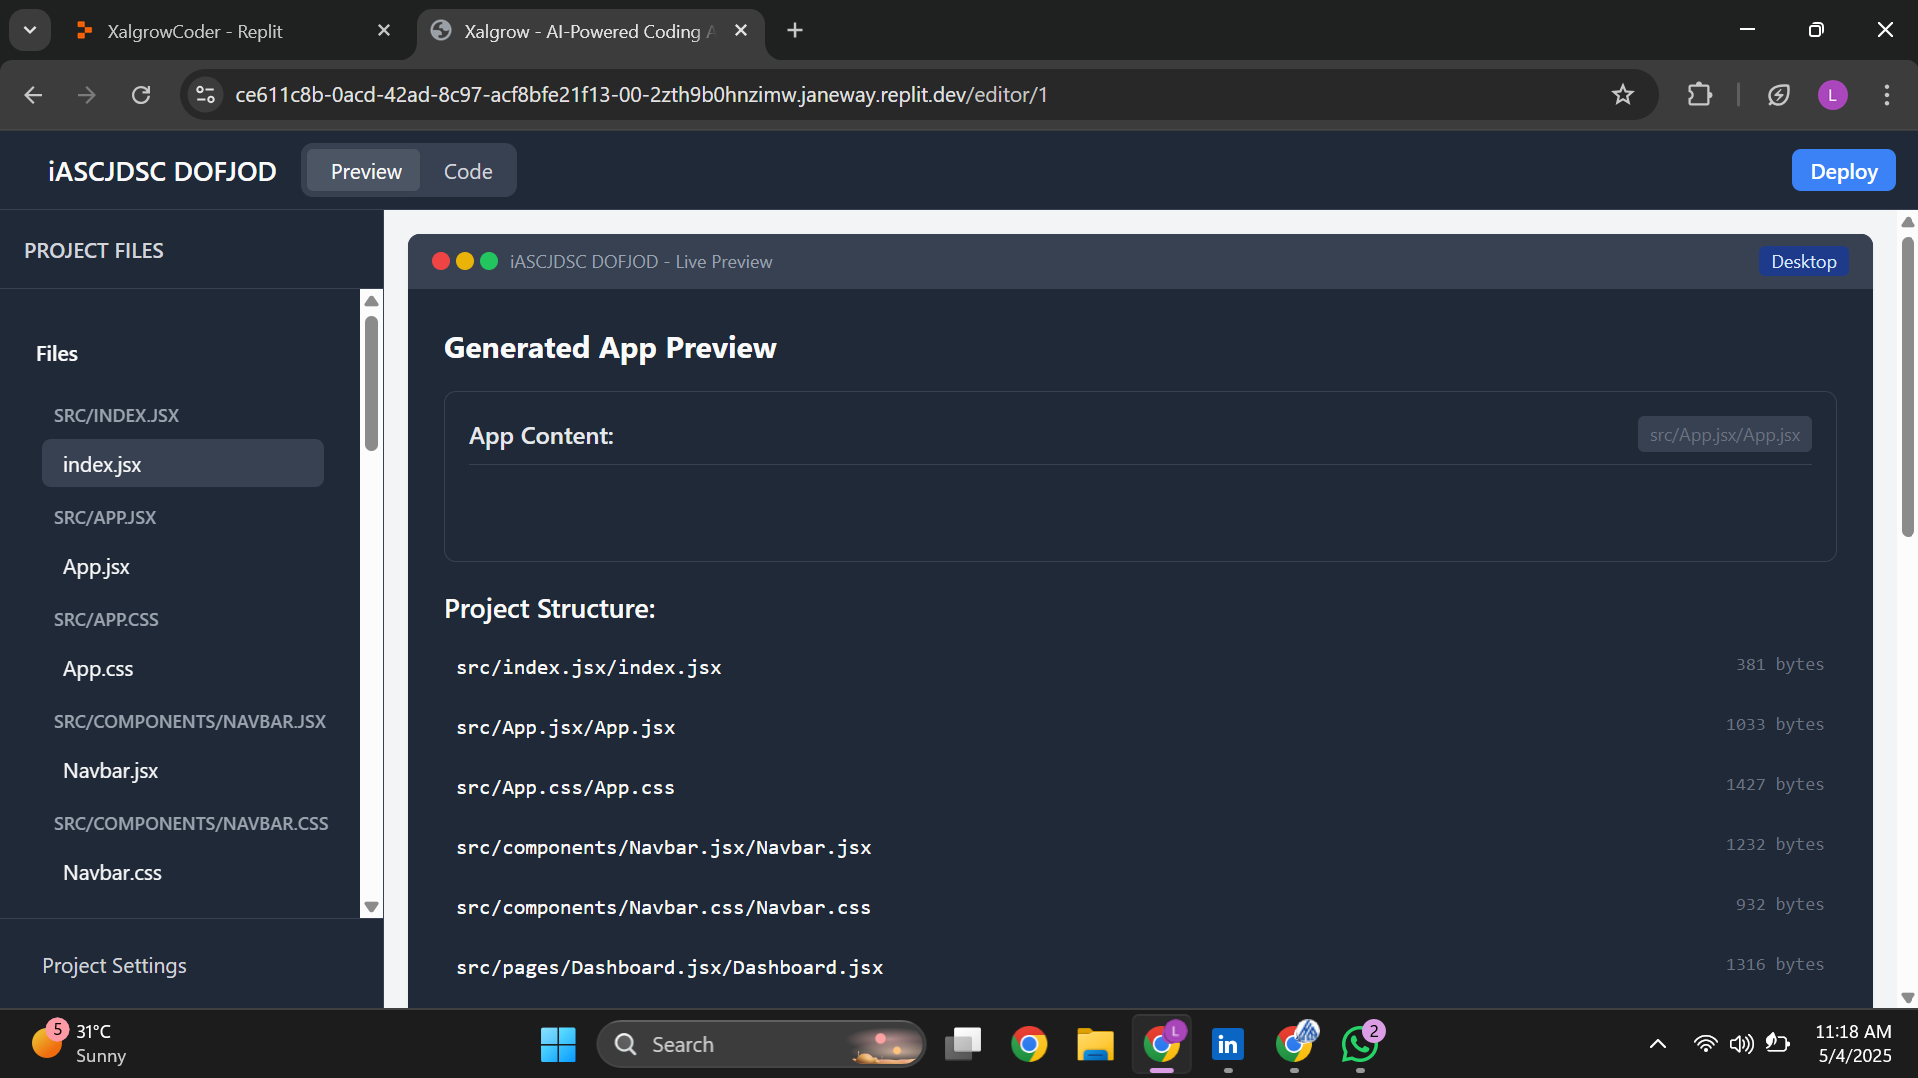 XalgrowCoder - Replit
Xalgrow - AI-Powered Coding A
ce611c8b-0acd-42ad-8c97-acf8bfe21f13-00-2zth9b0hnzimw.janeway.replit.dev/editor/1
L
iASCJDSC DOFJOD
Preview
Code
Deploy
PROJECT FILES
Files
SRC/INDEX.JSX
index.jsx
SRC/APP.JSX
App.jsx
SRC/APP.CSS
App.css
SRC/COMPONENTS/NAVBAR.JSX
Navbar.jsx
SRC/COMPONENTS/NAVBAR.CSS
Navbar.css
Project Settings
iASCJDSC DOFJOD - Live Preview
Desktop
Generated App Preview
App Content:
src/App.jsx/App.jsx
Project Structure:
src/index.jsx/index.jsx
381 bytes
src/App.jsx/App.jsx
1033 bytes
src/App.css/App.css
1427 bytes
src/components/Navbar.jsx/Navbar.jsx
1232 bytes
src/components/Navbar.css/Navbar.css
932 bytes
src/pages/Dashboard.jsx/Dashboard.jsx
1316 bytes
5
31°C
Sunny
Search
L
in
2
11:18 AM
5/4/2025